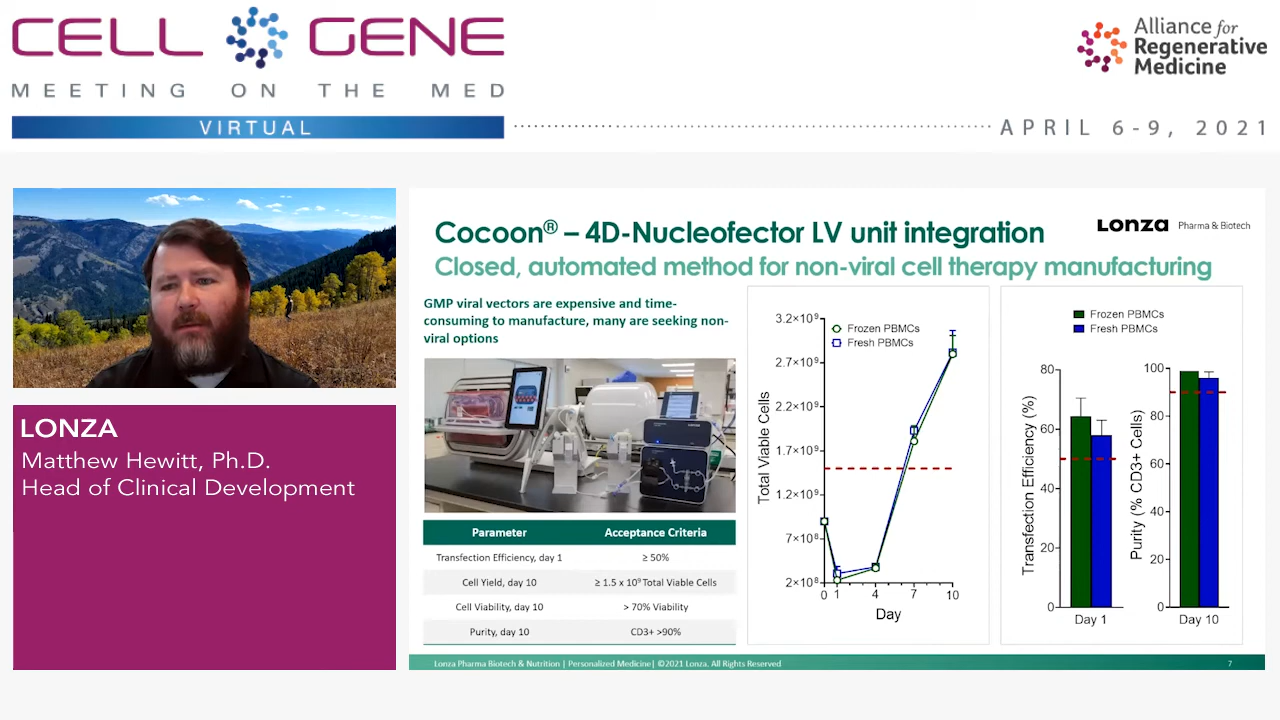 CELL GENE
MEETING ON THE MED
VIRTUAL
Alliance for
Regenerative
Medicine
APRIL 6-9, 2021
LONZA
Matthew Hewitt, Ph.D.
Head of Clinical Development
Cocoon® – 4D-Nucleofector LV unit integration
Closed, automated method for non-viral cell therapy manufacturing
Lonza Pharma & Biotech
GMP viral vectors are expensive and time-
consuming to manufacture, many are seeking non-
viral options
Parameter Acceptance Criteria
Transfection Efficiency, day 1 ≥ 50%
Cell Yield, day 10 ≥ 1.5 x 10⁹ Total Viable Cells
Cell Viability, day 10 > 70% Viability
Purity, day 10 CD3+ >90%
Total Viable Cells
3.2×10⁹
2.7×10⁹
2.2×10⁹
1.7×10⁹
1.2×10⁹
7×10⁸
2×10⁸
Frozen PBMCs
Fresh PBMCs
0 1 4 7 10
Day
Frozen PBMCs
Fresh PBMCs
Transfection Efficiency (%)
80
60
40
20
0
Day 1
Purity (% CD3+ Cells)
100
80
60
40
20
0
Day 10
Lonza Pharma Biotech & Nutrition | Personalized Medicine | ©2021 Lonza. All Rights Reserved
7